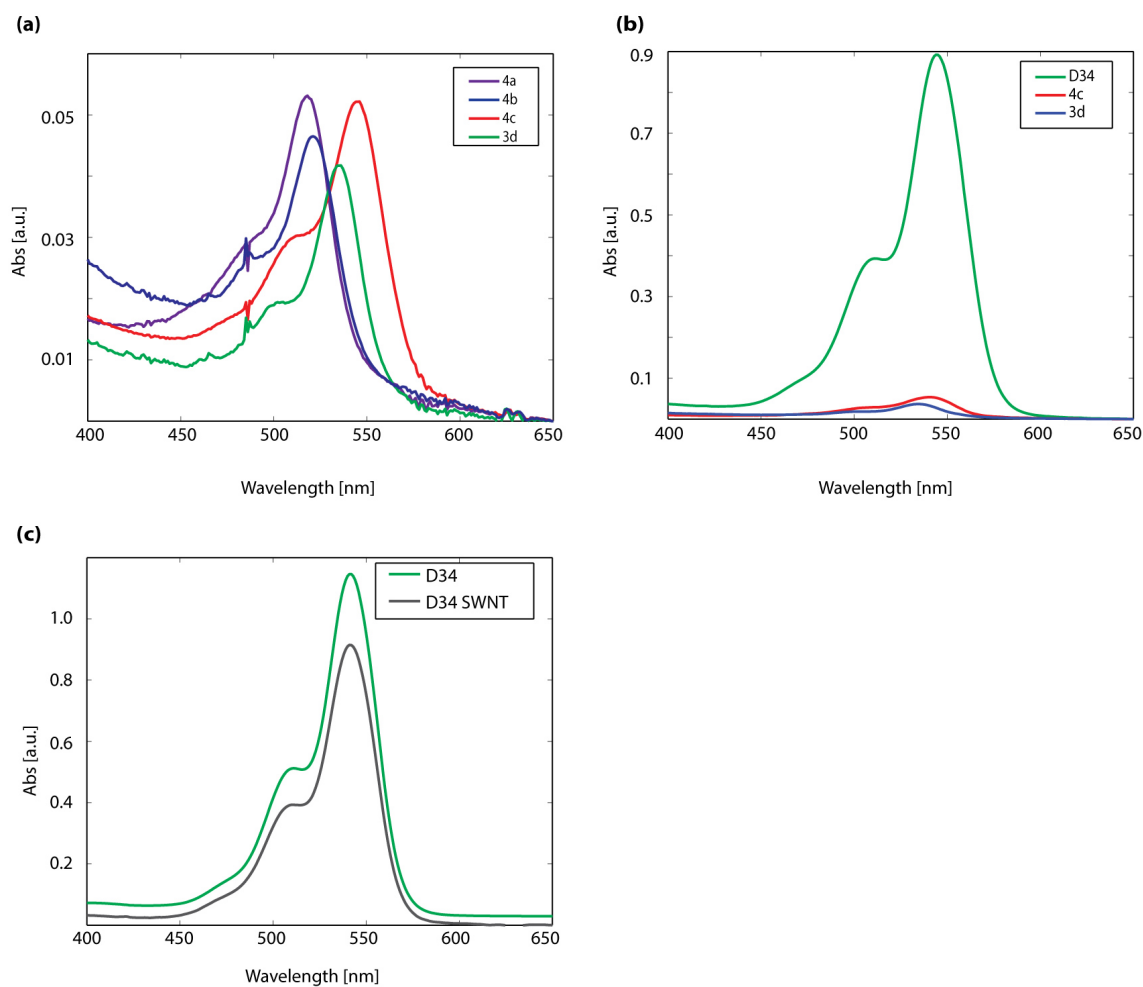 (a)
4a
4b
4c
3d
0.05
0.03
0.01
Abs [a.u.]
400 450 500 550 600 650
Wavelength [nm]
(b)
D34
4c
3d
0.9
0.7
0.5
0.3
0.1
Abs [a.u.]
400 450 500 550 600 650
Wavelength [nm]
(c)
D34
D34 SWNT
1.0
0.8
0.6
0.4
0.2
Abs [a.u.]
400 450 500 550 600 650
Wavelength [nm]